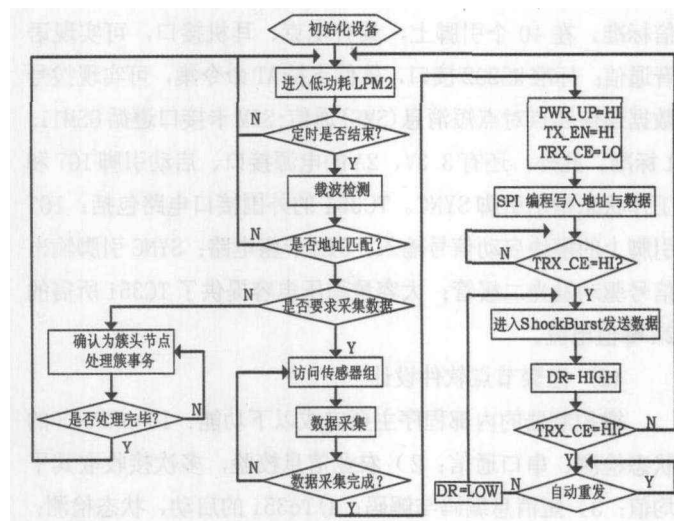 初始化设备
进入低功耗 LPM2
N
定时是否结束?
Y
载波检测
N
是否地址匹配?
Y
N
是否要求采集数据
Y
确认为簇头节点
处理簇事务
是否处理完毕?
N
Y
访问传感器组
数据采集
N
数据采集完成?
Y
PWR_UP=HI
TX_EN=HI
TRX_CE=LO
SPI 编程写入地址与数据
N
TRX_CE=HI?
Y
进入ShockBurst发送数据
DR=HIGH
TRX_CE=HI?
N
Y
DR=LOW
N
自动重发
Y